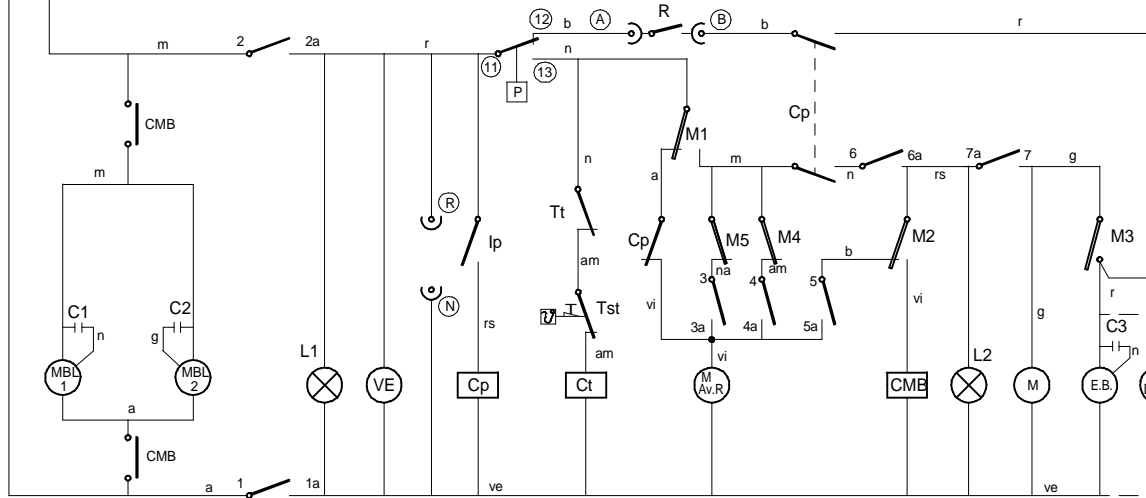 12 b A R B b r
m 2 2a r n
11 13
P
CMB Cp
M1
m 6 6a 7a 7 g
m n a n rs
R Tt
Ip Cp M5 M4 M2 M3
b
am na am r
N 3 4 5
Tst vi vi
C1 C2 rs g C3
n g 3a 4a 5a n
L1 am vi L2
MBL 1 MBL 2 VE Cp Ct M Av.R CMB M E.B.
a
CMB
a 1 1a ve ve